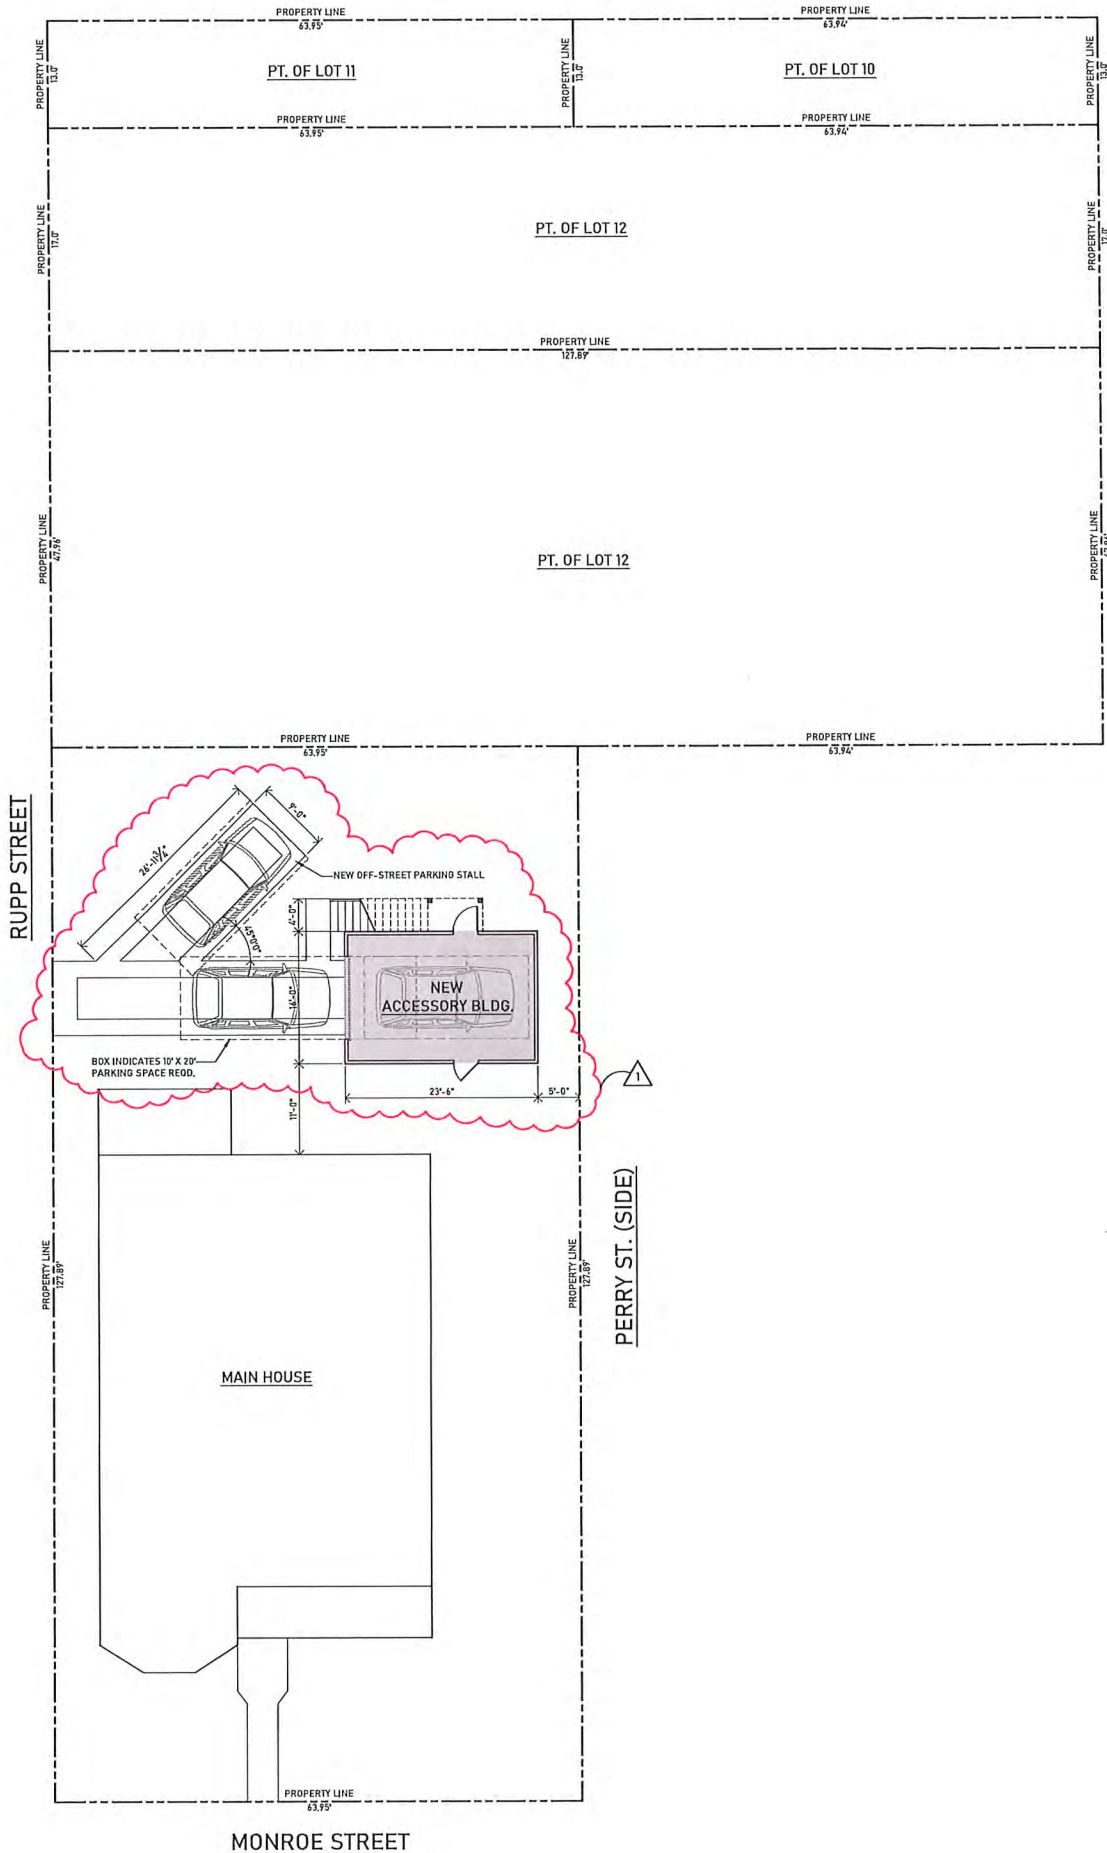 PROPERTY LINE
63.95'
PROPERTY LINE
63.94'
PROPERTY LINE
13.0'
PT. OF LOT 11
PROPERTY LINE
13.0'
PT. OF LOT 10
PROPERTY LINE
13.0'
PROPERTY LINE
63.95'
PROPERTY LINE
63.94'
PROPERTY LINE
17.0'
PT. OF LOT 12
PROPERTY LINE
17.0'
PROPERTY LINE
127.89'
PROPERTY LINE
47.96'
PT. OF LOT 12
PROPERTY LINE
PROPERTY LINE
63.95'
PROPERTY LINE
63.94'
RUPP STREET
26'-11 3/4"
9'-0"
NEW OFF-STREET PARKING STALL
45°0'0"
4'-0"
16'-0"
NEW
ACCESSORY BLDG.
BOX INDICATES 10' X 20'
PARKING SPACE REQD.
11'-0"
23'-6"
5'-0"
1
PERRY ST. (SIDE)
PROPERTY LINE
127.89'
PROPERTY LINE
127.89'
MAIN HOUSE
PROPERTY LINE
63.95'
MONROE STREET